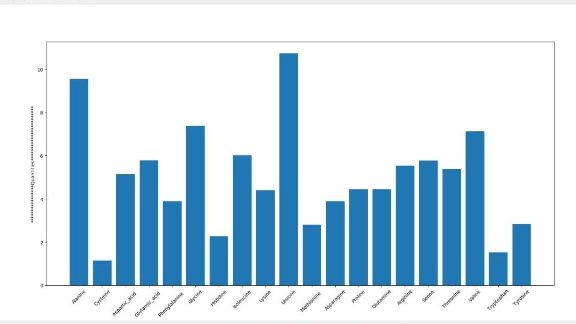 10
8
6
4
2
0
Quantities
Alanine
Cysteine
Aspartic_acid
Glutamic_acid
Phenylalanine
Glycine
Histidine
Isoleucine
Lysine
Leucine
Methionine
Asparagine
Proline
Glutamine
Arginine
Serine
Threonine
Valine
Tryptophan
Tyrosine